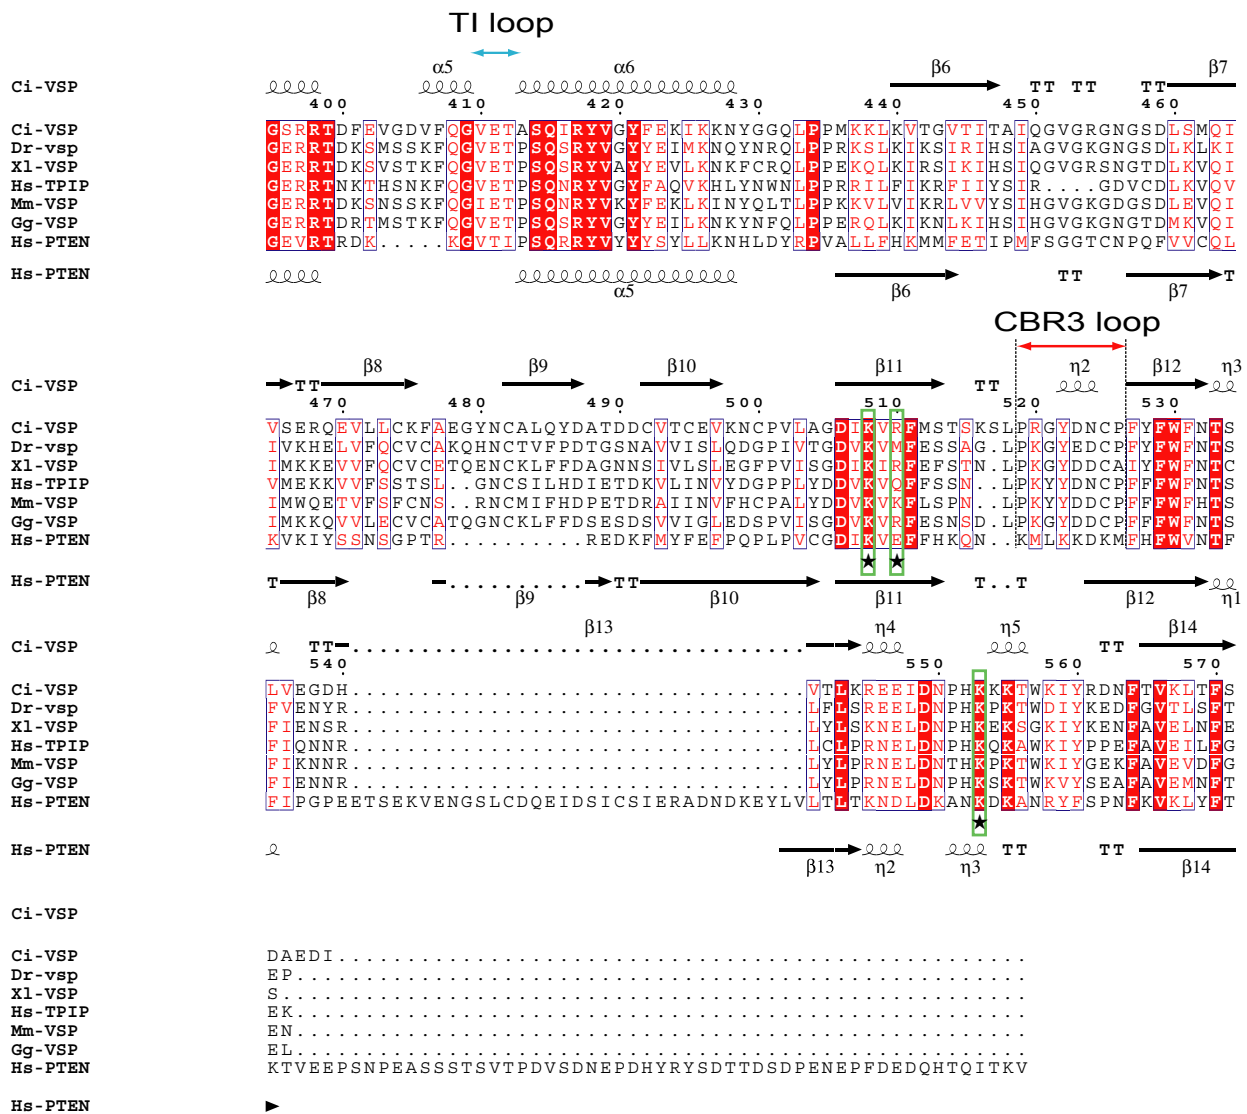 TI loop
α5 α6 β6 TT TT TT β7
Ci-VSP
400 410 420 430 440 450 460
Ci-VSP GSRRTDFEVGDVFQGVETASQIRYVGYFEKIKKNYGGQLPPMKKLKVTGVTITAIQGVGRGNGSDLSMQI
Dr-vsp GERRTDKSMSSKFQGVETPSQSRYVGYYEIMKNQYNRQLPPRKSLKIKSIRIHSIAGVGKGNGSDLKLKI
Xl-VSP GERRTDKSVSTKFQGVETPSQSRYVAYYEVLKNKFCRQLPPEKQLKIRSIKIHSIQGVGRSNGTDLKMQI
Hs-TPIP GERRTNKTHSNKFQGVETPSQNRYVGYFAQVKHLYNWNLPPRRILFIKRFIIYSIR....GDVCDLKVQV
Mm-VSP GERRTDKSNSSKFQGIETPSQNRYVKYFEKLKINYQLTLPPKKVLVIKRLVVYSIHGVGKGDGSDLEVQI
Gg-VSP GERRTDRTMSTKFQGVETPSQSRYVGYYEKLKNKYNFQLPPERQLKIKNLKIHSIHGVGKGNGTDMKVQI
Hs-PTEN GEVRTRDK.....KGVTIPSQRRYVYYYSYLLKNHLDYRPVALLFHKMMFETIPMFSGGTCNPQFVVCQL
Hs-PTEN TT T
α5 β6 β7
CBR3 loop
β8 β9 β10 β11 η2 β12 η3
Ci-VSP TT TT
470 480 490 500 510 520 530
Ci-VSP VSERQEVLLCKFAEGYNCALQYDATDDCVTCEVKNCPVLAGDIKVRFMSTSKSLPRGYDNCPFYFWFNTS
Dr-vsp IVKHELVFQCVCAKQHNCTVFPDTGSNAVVISLQDGPIVTGDVKVMFESSAG.LPKGYEDCPFYFWFNTS
Xl-VSP IMKKEVVFQCVCETQENCKLFFDAGNNSIVLSLEGFPVISGDIKIRFEFSTN.LPKGYDDCAIYFWFNTC
Hs-TPIP VMEKKVVFSSTSL..GNCSILHDIETDKVLINVYDGPPLYDDVKVQFFSSN..LPKYYDNCPFFFWFNTS
Mm-VSP IMWQETVFSFCNS..RNCMIFHDPETDRAIINVFHCPALYDVKVKFLSPN..LPKYYDDCPFFFWFHTS
Gg-VSP IMKKQVVLECVCATQGNCKLFFDSESDSVVIGLEDSPVISGDVKVRFESNSD.LPKGYDDCPFFFWFNTS
Hs-PTEN KVKIYSSNSGPTR..........REDKFMYFEFPQPLPVCGDIKVEFFHKQN..KMLKKDKMFHFWVNTF
★ ★
Hs-PTEN T TT T..T
β8 β9 β10 β11 β12 η1
β13 η4 η5 β14
Ci-VSP TT TT
540 550 560 570
Ci-VSP LVEGDH.................................VTLKREEIDNPHKKKTWKIYRDNFTVKLTFS
Dr-vsp FVENYR.................................LFLSREELDNPHKPKTWDIYKEDFGVTLSFT
Xl-VSP FIENSR.................................LYLSKNELDNPHKEKSGKIYKENFAVELNFE
Hs-TPIP FIQNNR.................................LCLPRNELDNPHKQKAWKIYPPEFAVEILFG
Mm-VSP FIKNNR.................................LYLPRNELDNTHKPKTWKIYGEKFAVEVDFG
Gg-VSP FIENNR.................................LYLPRNELDNPHKSKTWKVYSEAFAVEMNFT
Hs-PTEN FIPGPEETSEKVENGSLCDQEIDSICSIERADNDKEYLVLTLTKNDLDKANKDKANRYFSPNFKVKLYFT
★
Hs-PTEN TT TT
β13 η2 η3 β14
Ci-VSP
Ci-VSP DAEDI..................................................
Dr-vsp EP.....................................................
Xl-VSP S......................................................
Hs-TPIP EK.....................................................
Mm-VSP EN.....................................................
Gg-VSP EL.....................................................
Hs-PTEN KTVEEPSNPEASSSTSVTPDVSDNEPDHYRYSDTTDSDPENEPFDEDQHTQITKV
Hs-PTEN